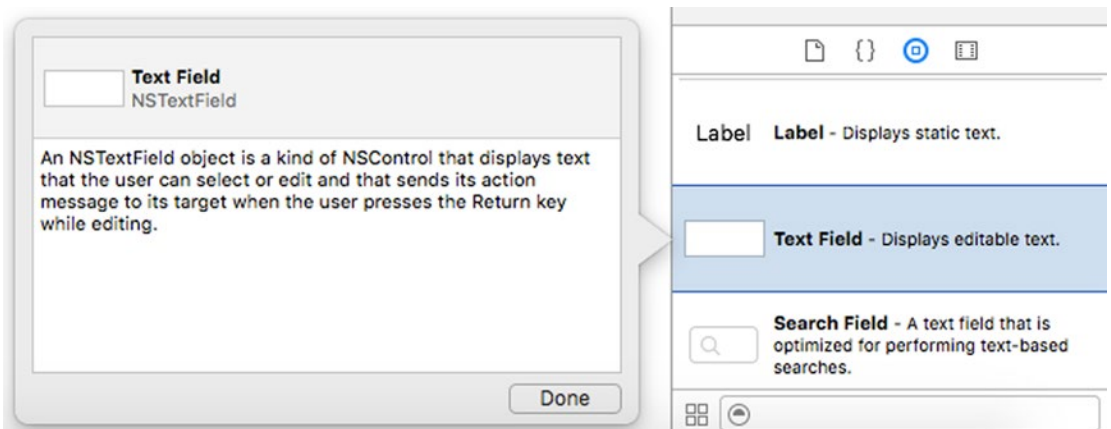 Text Field
NSTextField
An NSTextField object is a kind of NSControl that displays text
that the user can select or edit and that sends its action
message to its target when the user presses the Return key
while editing.
Done
{}
Label
Label - Displays static text.
Text Field - Displays editable text.
Search Field - A text field that is
optimized for performing text-based
searches.